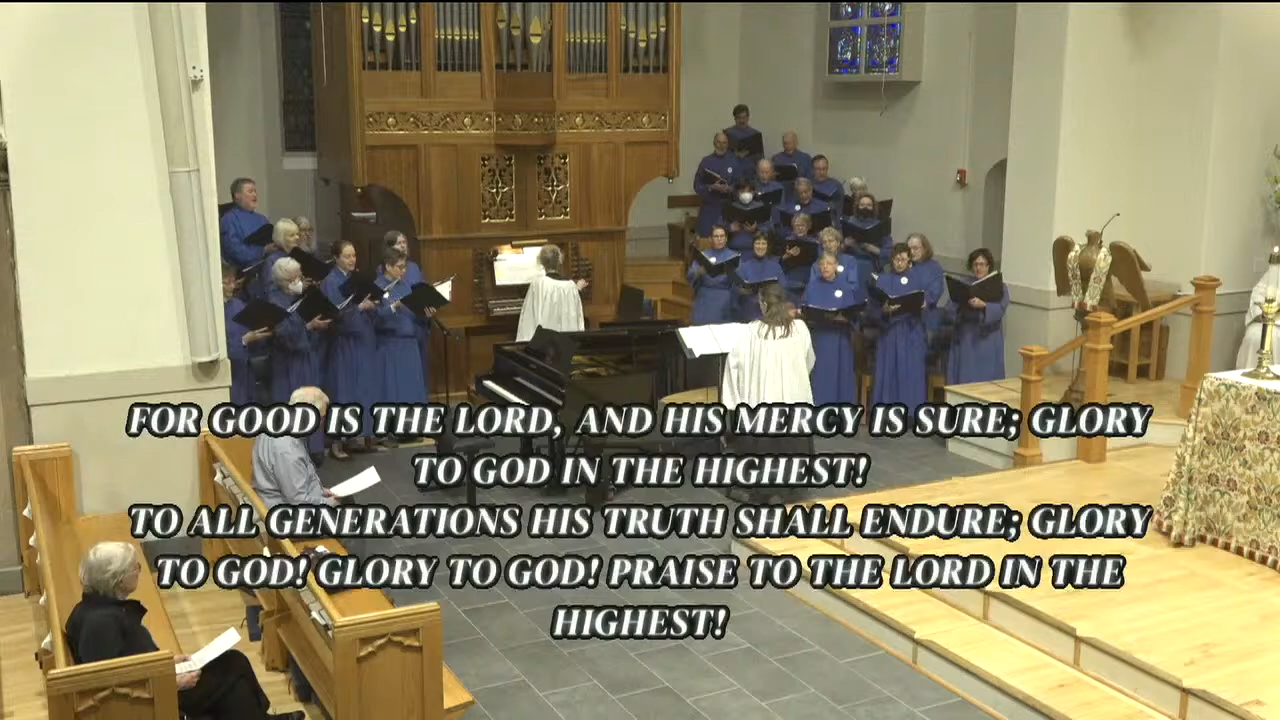 FOR GOOD IS THE LORD, AND HIS MERCY IS SURE; GLORY
TO GOD IN THE HIGHEST!
TO ALL GENERATIONS HIS TRUTH SHALL ENDURE; GLORY
TO GOD! GLORY TO GOD! PRAISE TO THE LORD IN THE
HIGHEST!